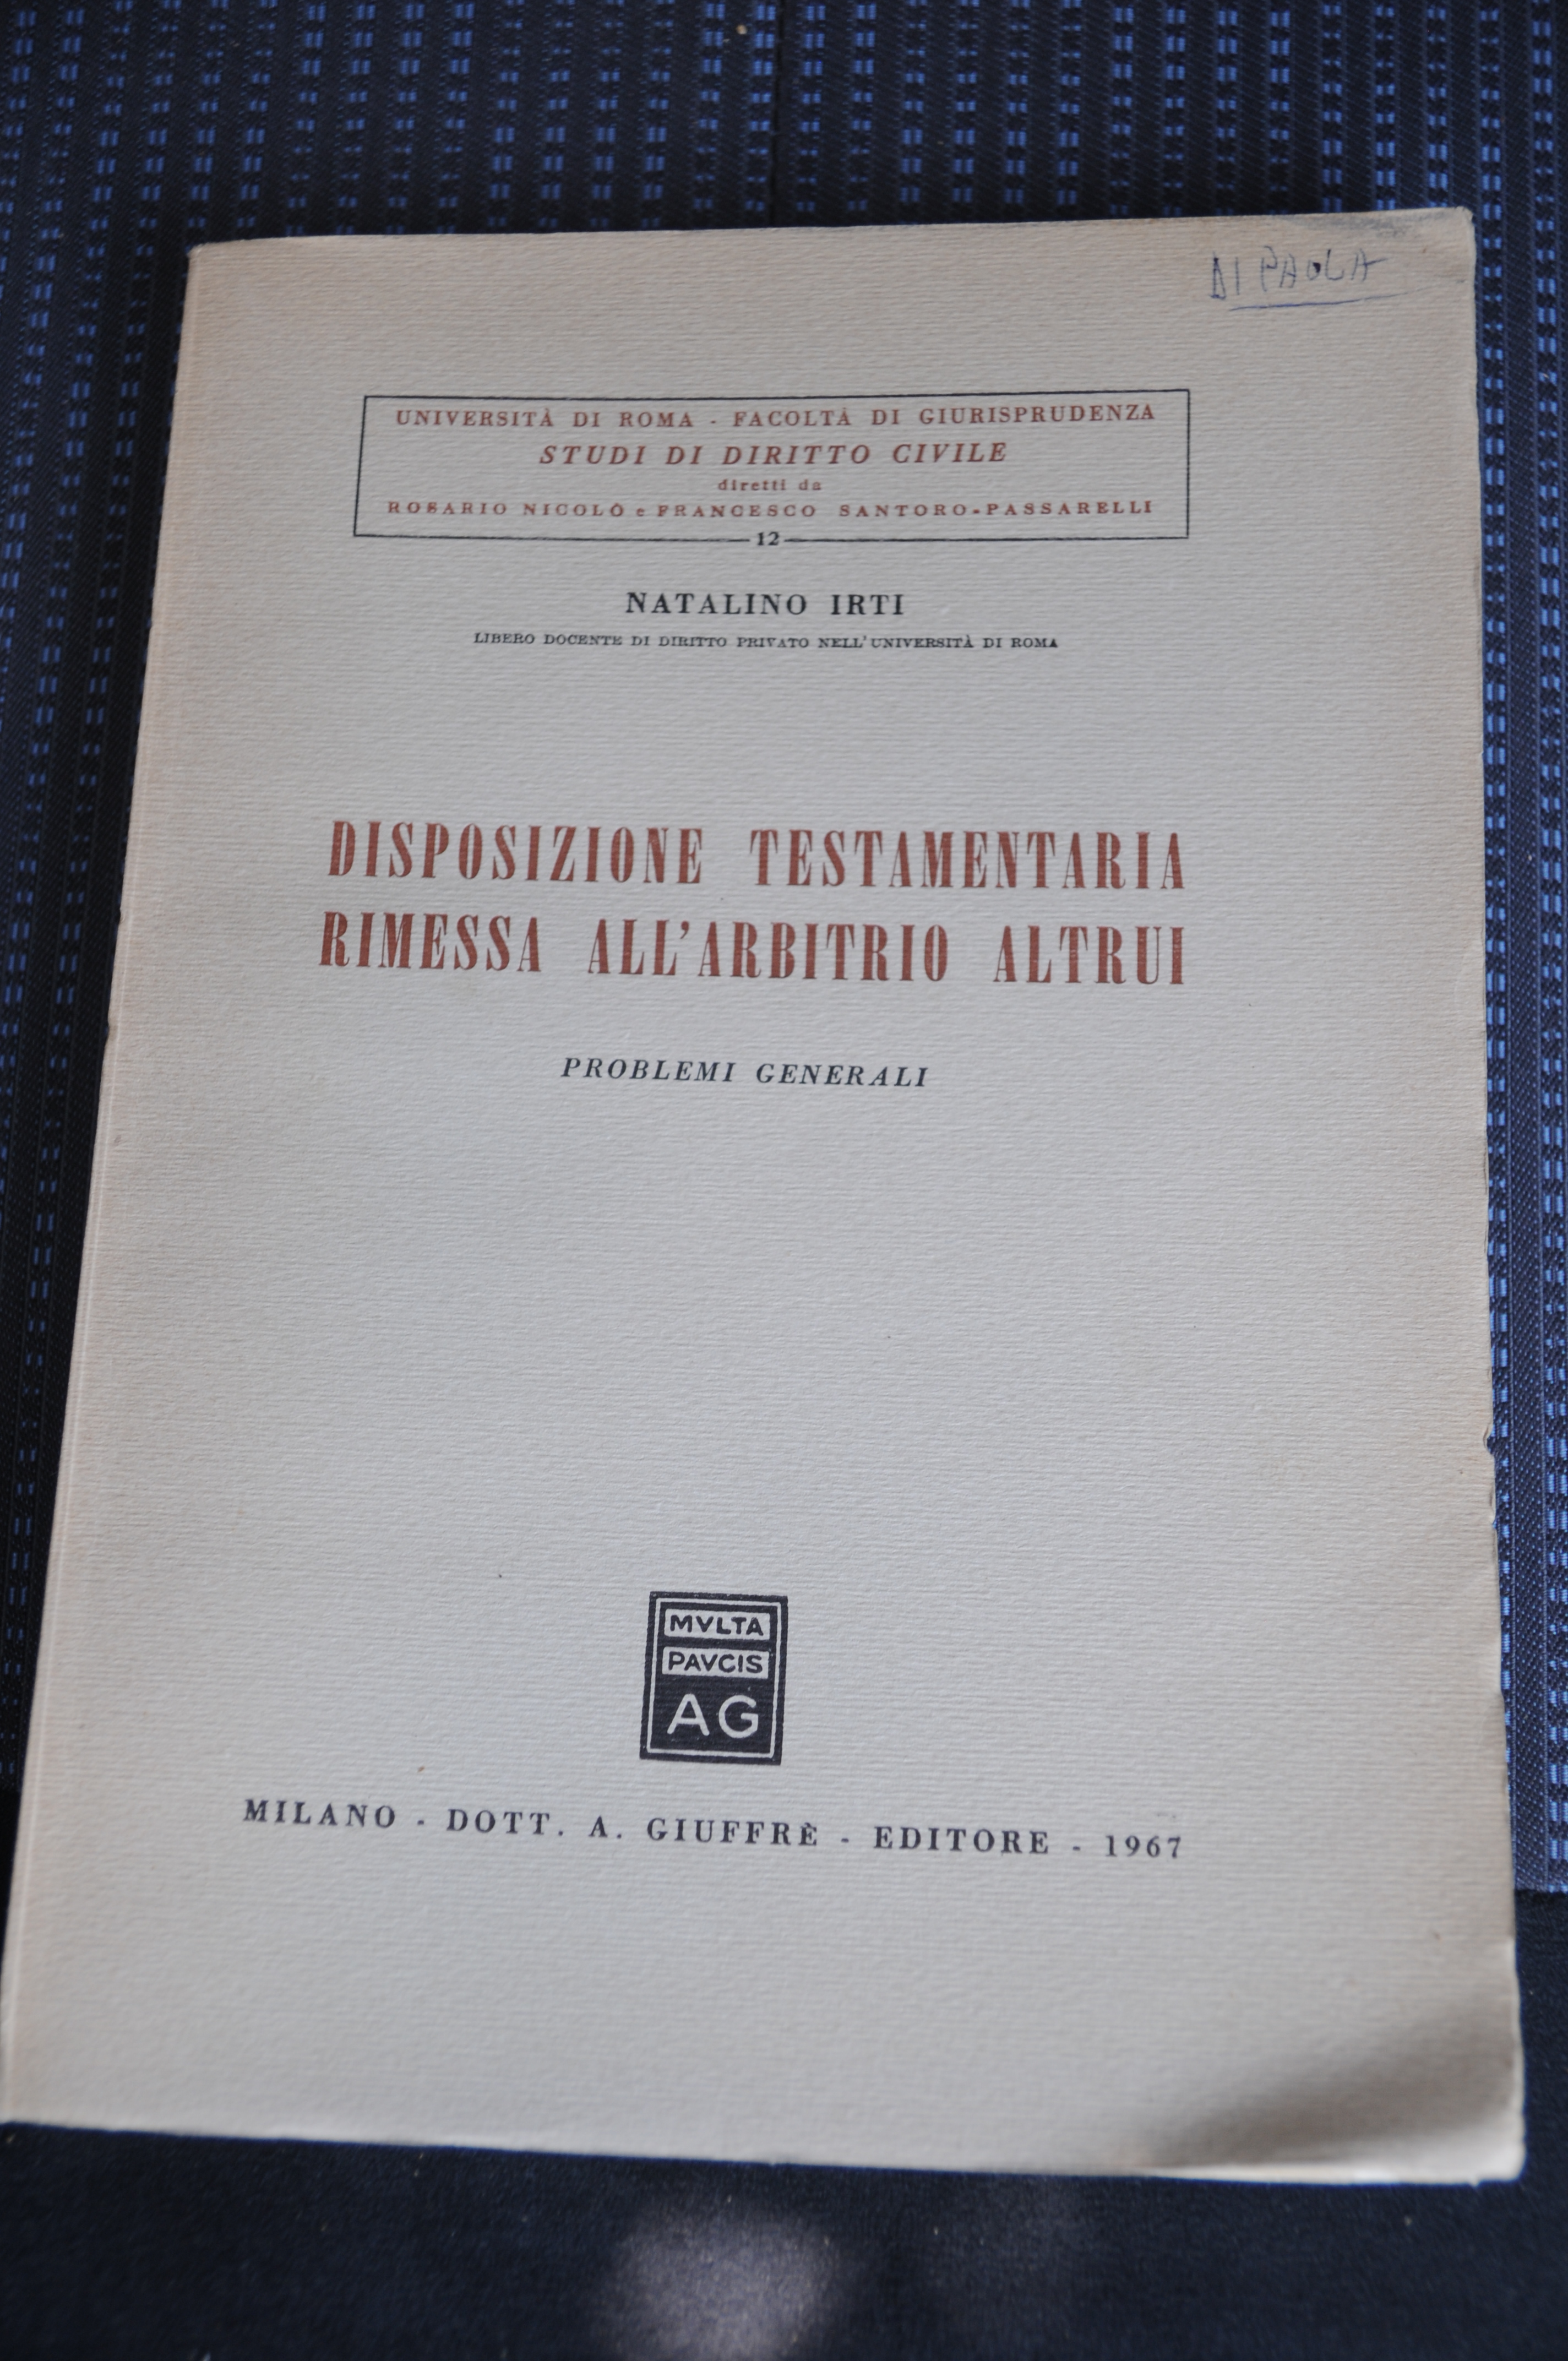 DI PAOLA
UNIVERSITÀ DI ROMA - FACOLTÀ DI GIURISPRUDENZA
STUDI DI DIRITTO CIVILE
diretti da
ROSARIO NICOLÒ e FRANCESCO SANTORO-PASSARELLI
12
NATALINO IRTI
LIBERO DOCENTE DI DIRITTO PRIVATO NELL'UNIVERSITÀ DI ROMA
DISPOSIZIONE TESTAMENTARIA
RIMESSA ALL'ARBITRIO ALTRUI
PROBLEMI GENERALI
MVLTA
PAVCIS
AG
MILANO - DOTT. A. GIUFFRÈ - EDITORE - 1967